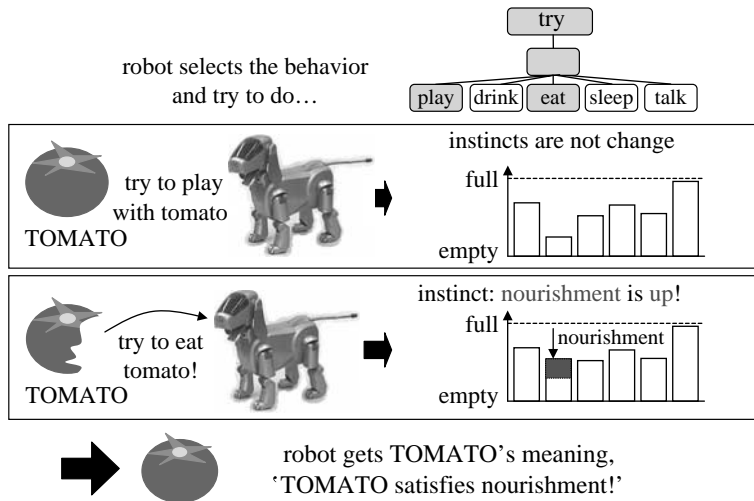 try
robot selects the behavior
and try to do…
play drink eat sleep talk
instincts are not change
full
try to play
with tomato
TOMATO
empty
instinct: nourishment is up!
full
nourishment
try to eat
tomato!
TOMATO
empty
robot gets TOMATO’s meaning,
‘TOMATO satisfies nourishment!’